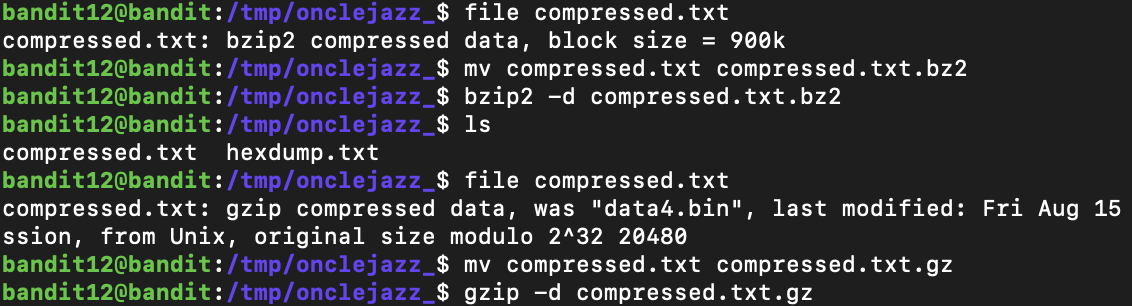 bandit12@bandit:/tmp/onclejazz_$ file compressed.txt
compressed.txt: bzip2 compressed data, block size = 900k
bandit12@bandit:/tmp/onclejazz_$ mv compressed.txt compressed.txt.bz2
bandit12@bandit:/tmp/onclejazz_$ bzip2 -d compressed.txt.bz2
bandit12@bandit:/tmp/onclejazz_$ ls
compressed.txt  hexdump.txt
bandit12@bandit:/tmp/onclejazz_$ file compressed.txt
compressed.txt: gzip compressed data, was "data4.bin", last modified: Fri Aug 15
ssion, from Unix, original size modulo 2^32 20480
bandit12@bandit:/tmp/onclejazz_$ mv compressed.txt compressed.txt.gz
bandit12@bandit:/tmp/onclejazz_$ gzip -d compressed.txt.gz